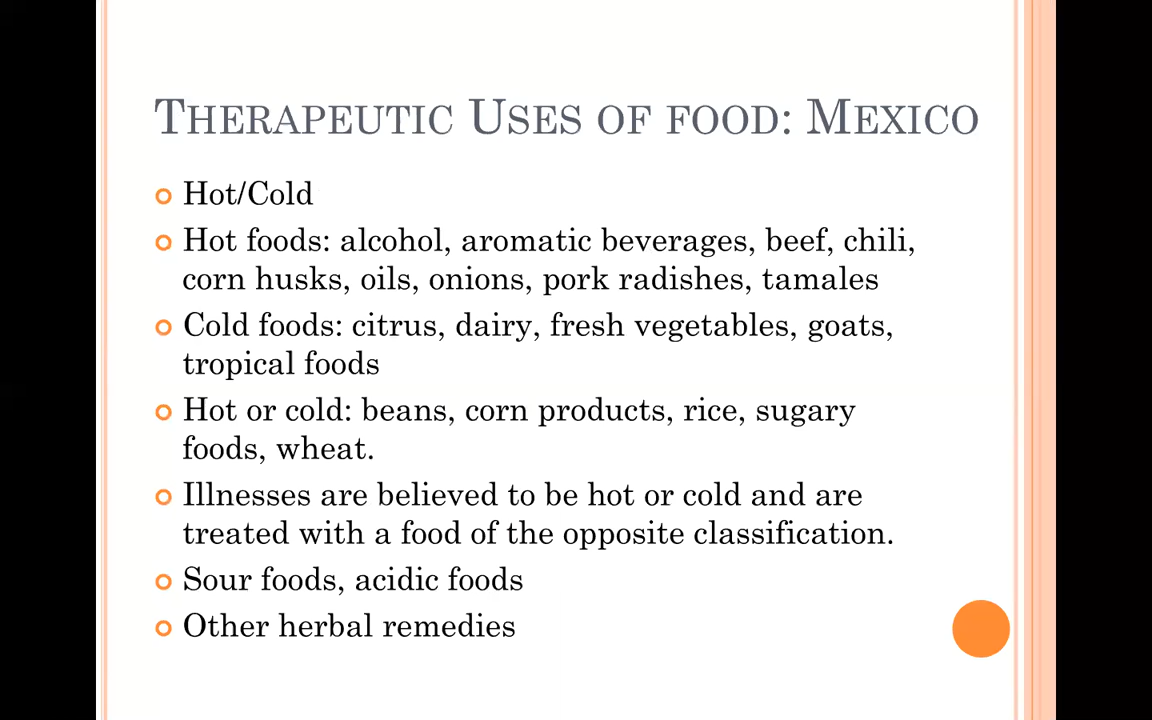 THERAPEUTIC USES OF FOOD: MEXICO
Hot/Cold
Hot foods: alcohol, aromatic beverages, beef, chili,
corn husks, oils, onions, pork radishes, tamales
Cold foods: citrus, dairy, fresh vegetables, goats,
tropical foods
Hot or cold: beans, corn products, rice, sugary
foods, wheat.
Illnesses are believed to be hot or cold and are
treated with a food of the opposite classification.
Sour foods, acidic foods
Other herbal remedies